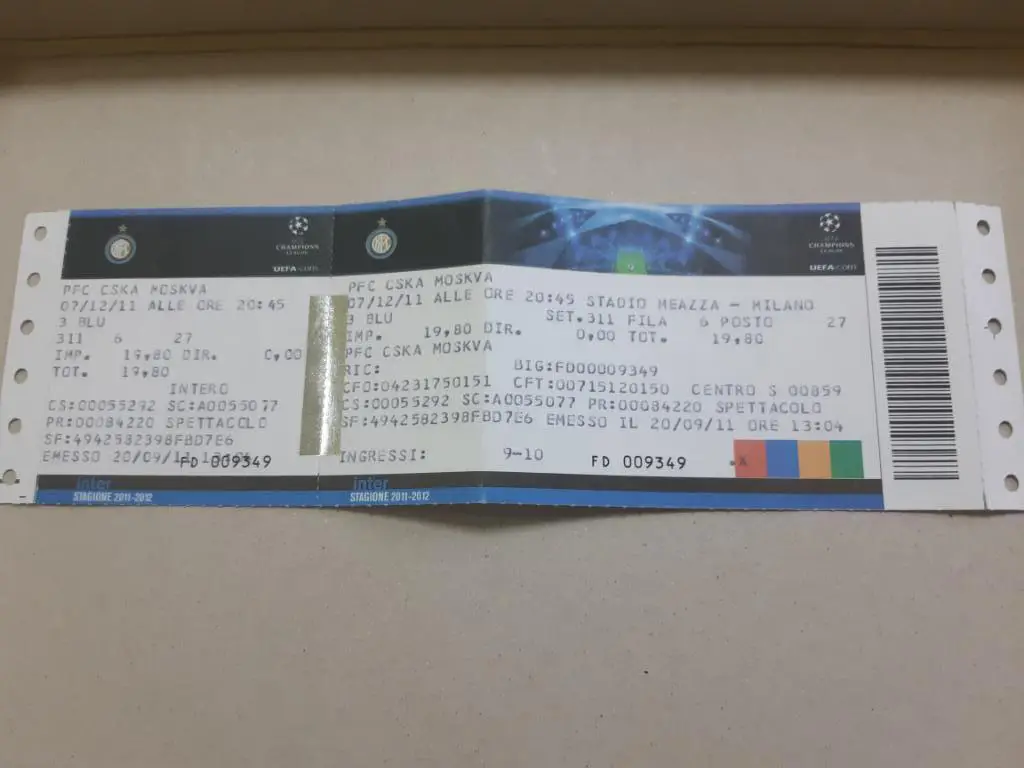 UEFA CHAMPIONS LEAGUE
UEFA.com
PFC CSKA MOSKVA
07/12/11 ALLE ORE 20:45
3 BLU
311 6 27
IMP. 19,80 DIR. 0,00
TOT. 19,80
INTERO
CS:00055292 SC:A0055077
PR:00084220 SPETTACOLO
SF:4942582398FBD7E6
EMESSO 20/09/11
FD 009349
inter
STAGIONE 2011-2012
UEFA CHAMPIONS LEAGUE
UEFA.com
PFC CSKA MOSKVA
07/12/11 ALLE ORE 20:45 STADIO MEAZZA - MILANO
3 BLU SET.311 FILA 6 POSTO 27
IMP. 19,80 DIR. 0,00 TOT. 19,80
PFC CSKA MOSKVA
RIC: BIG:FD00009349
CFO:04231750151 CFT:00715120150 CENTRO S 00859
CS:00055292 SC:A0055077 PR:00084220 SPETTACOLO
SF:4942582398FBD7E6 EMESSO IL 20/09/11 ORE 13:04
INGRESSI: 9-10 FD 009349
inter
STAGIONE 2011-2012